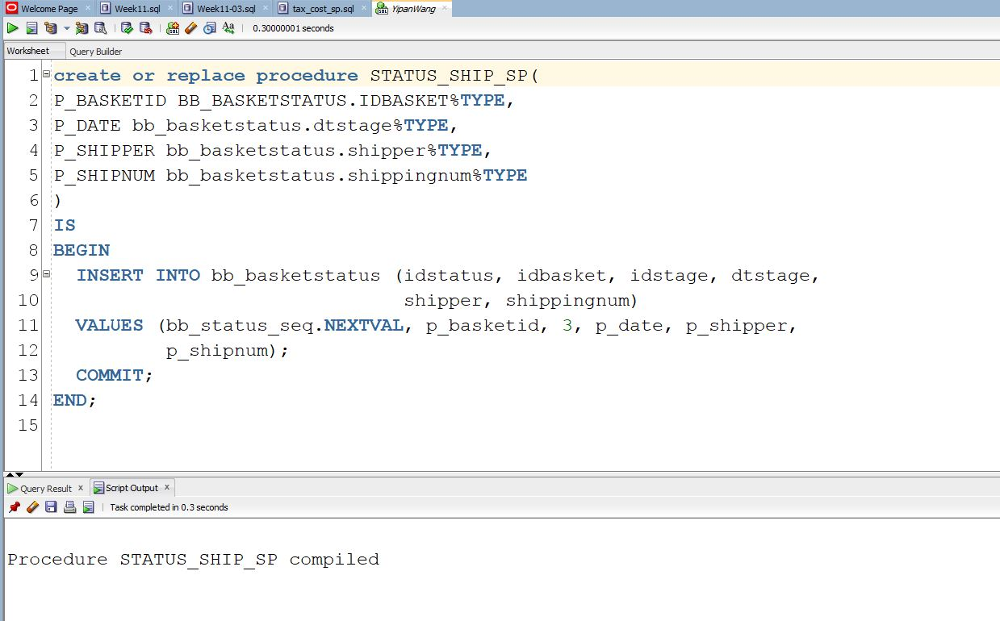 Welcome Page Week11.sql Week11-03.sql tax_cost_sp.sql YipanWang
0.30000001 seconds
Worksheet Query Builder
1 create or replace procedure STATUS_SHIP_SP(
2 P_BASKETID BB_BASKETSTATUS.IDBASKET%TYPE,
3 P_DATE bb_basketstatus.dtstage%TYPE,
4 P_SHIPPER bb_basketstatus.shipper%TYPE,
5 P_SHIPNUM bb_basketstatus.shippingnum%TYPE
6 )
7 IS
8 BEGIN
9 INSERT INTO bb_basketstatus (idstatus, idbasket, idstage, dtstage,
10 shipper, shippingnum)
11 VALUES (bb_status_seq.NEXTVAL, p_basketid, 3, p_date, p_shipper,
12 p_shipnum);
13 COMMIT;
14 END;
15
Query Result x Script Output x
Task completed in 0.3 seconds
Procedure STATUS_SHIP_SP compiled